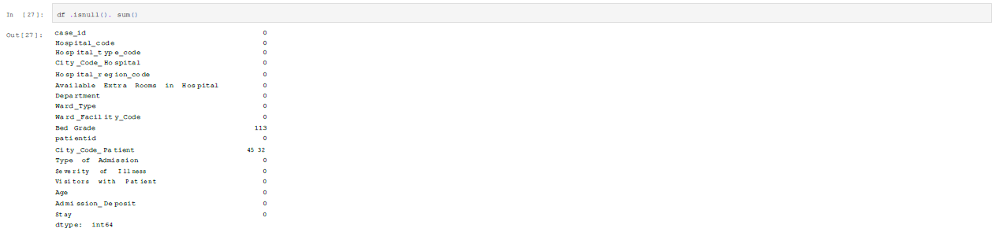 In [27]: df .isnull(). sum()
Out[27]: case_id 0
Hospital_code 0
Hospital_type_code 0
City_Code_Hospital 0
Hospital_region_code 0
Available Extra Rooms in Hospital 0
Department 0
Ward_Type 0
Ward_Facility_Code 0
Bed Grade 113
patientid 0
City_Code_Patient 45 32
Type of Admission 0
Severity of Illness 0
Visitors with Patient 0
Age 0
Admission_Deposit 0
Stay 0
dtype: int64